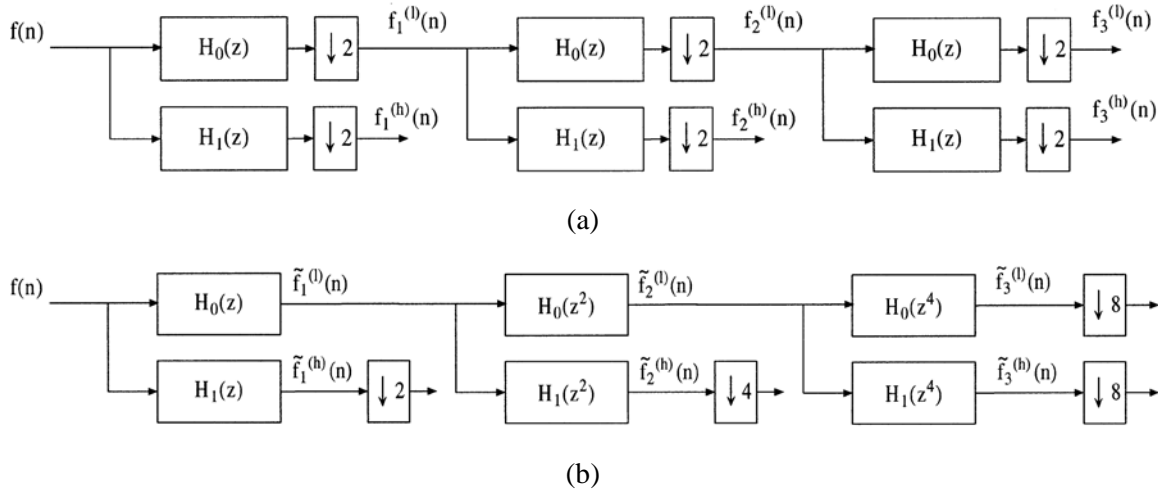 f(n) H₀(z) ↓ 2 f₁⁽ˡ⁾(n) H₀(z) ↓ 2 f₂⁽ˡ⁾(n) H₀(z) ↓ 2 f₃⁽ˡ⁾(n)
H₁(z) ↓ 2 f₁⁽ʰ⁾(n) H₁(z) ↓ 2 f₂⁽ʰ⁾(n) H₁(z) ↓ 2 f₃⁽ʰ⁾(n)
(a)
f(n) H₀(z) f̃₁⁽ˡ⁾(n) H₀(z²) f̃₂⁽ˡ⁾(n) H₀(z⁴) f̃₃⁽ˡ⁾(n) ↓ 8
H₁(z) f̃₁⁽ʰ⁾(n) ↓ 2 H₁(z²) f̃₂⁽ʰ⁾(n) ↓ 4 H₁(z⁴) f̃₃⁽ʰ⁾(n) ↓ 8
(b)